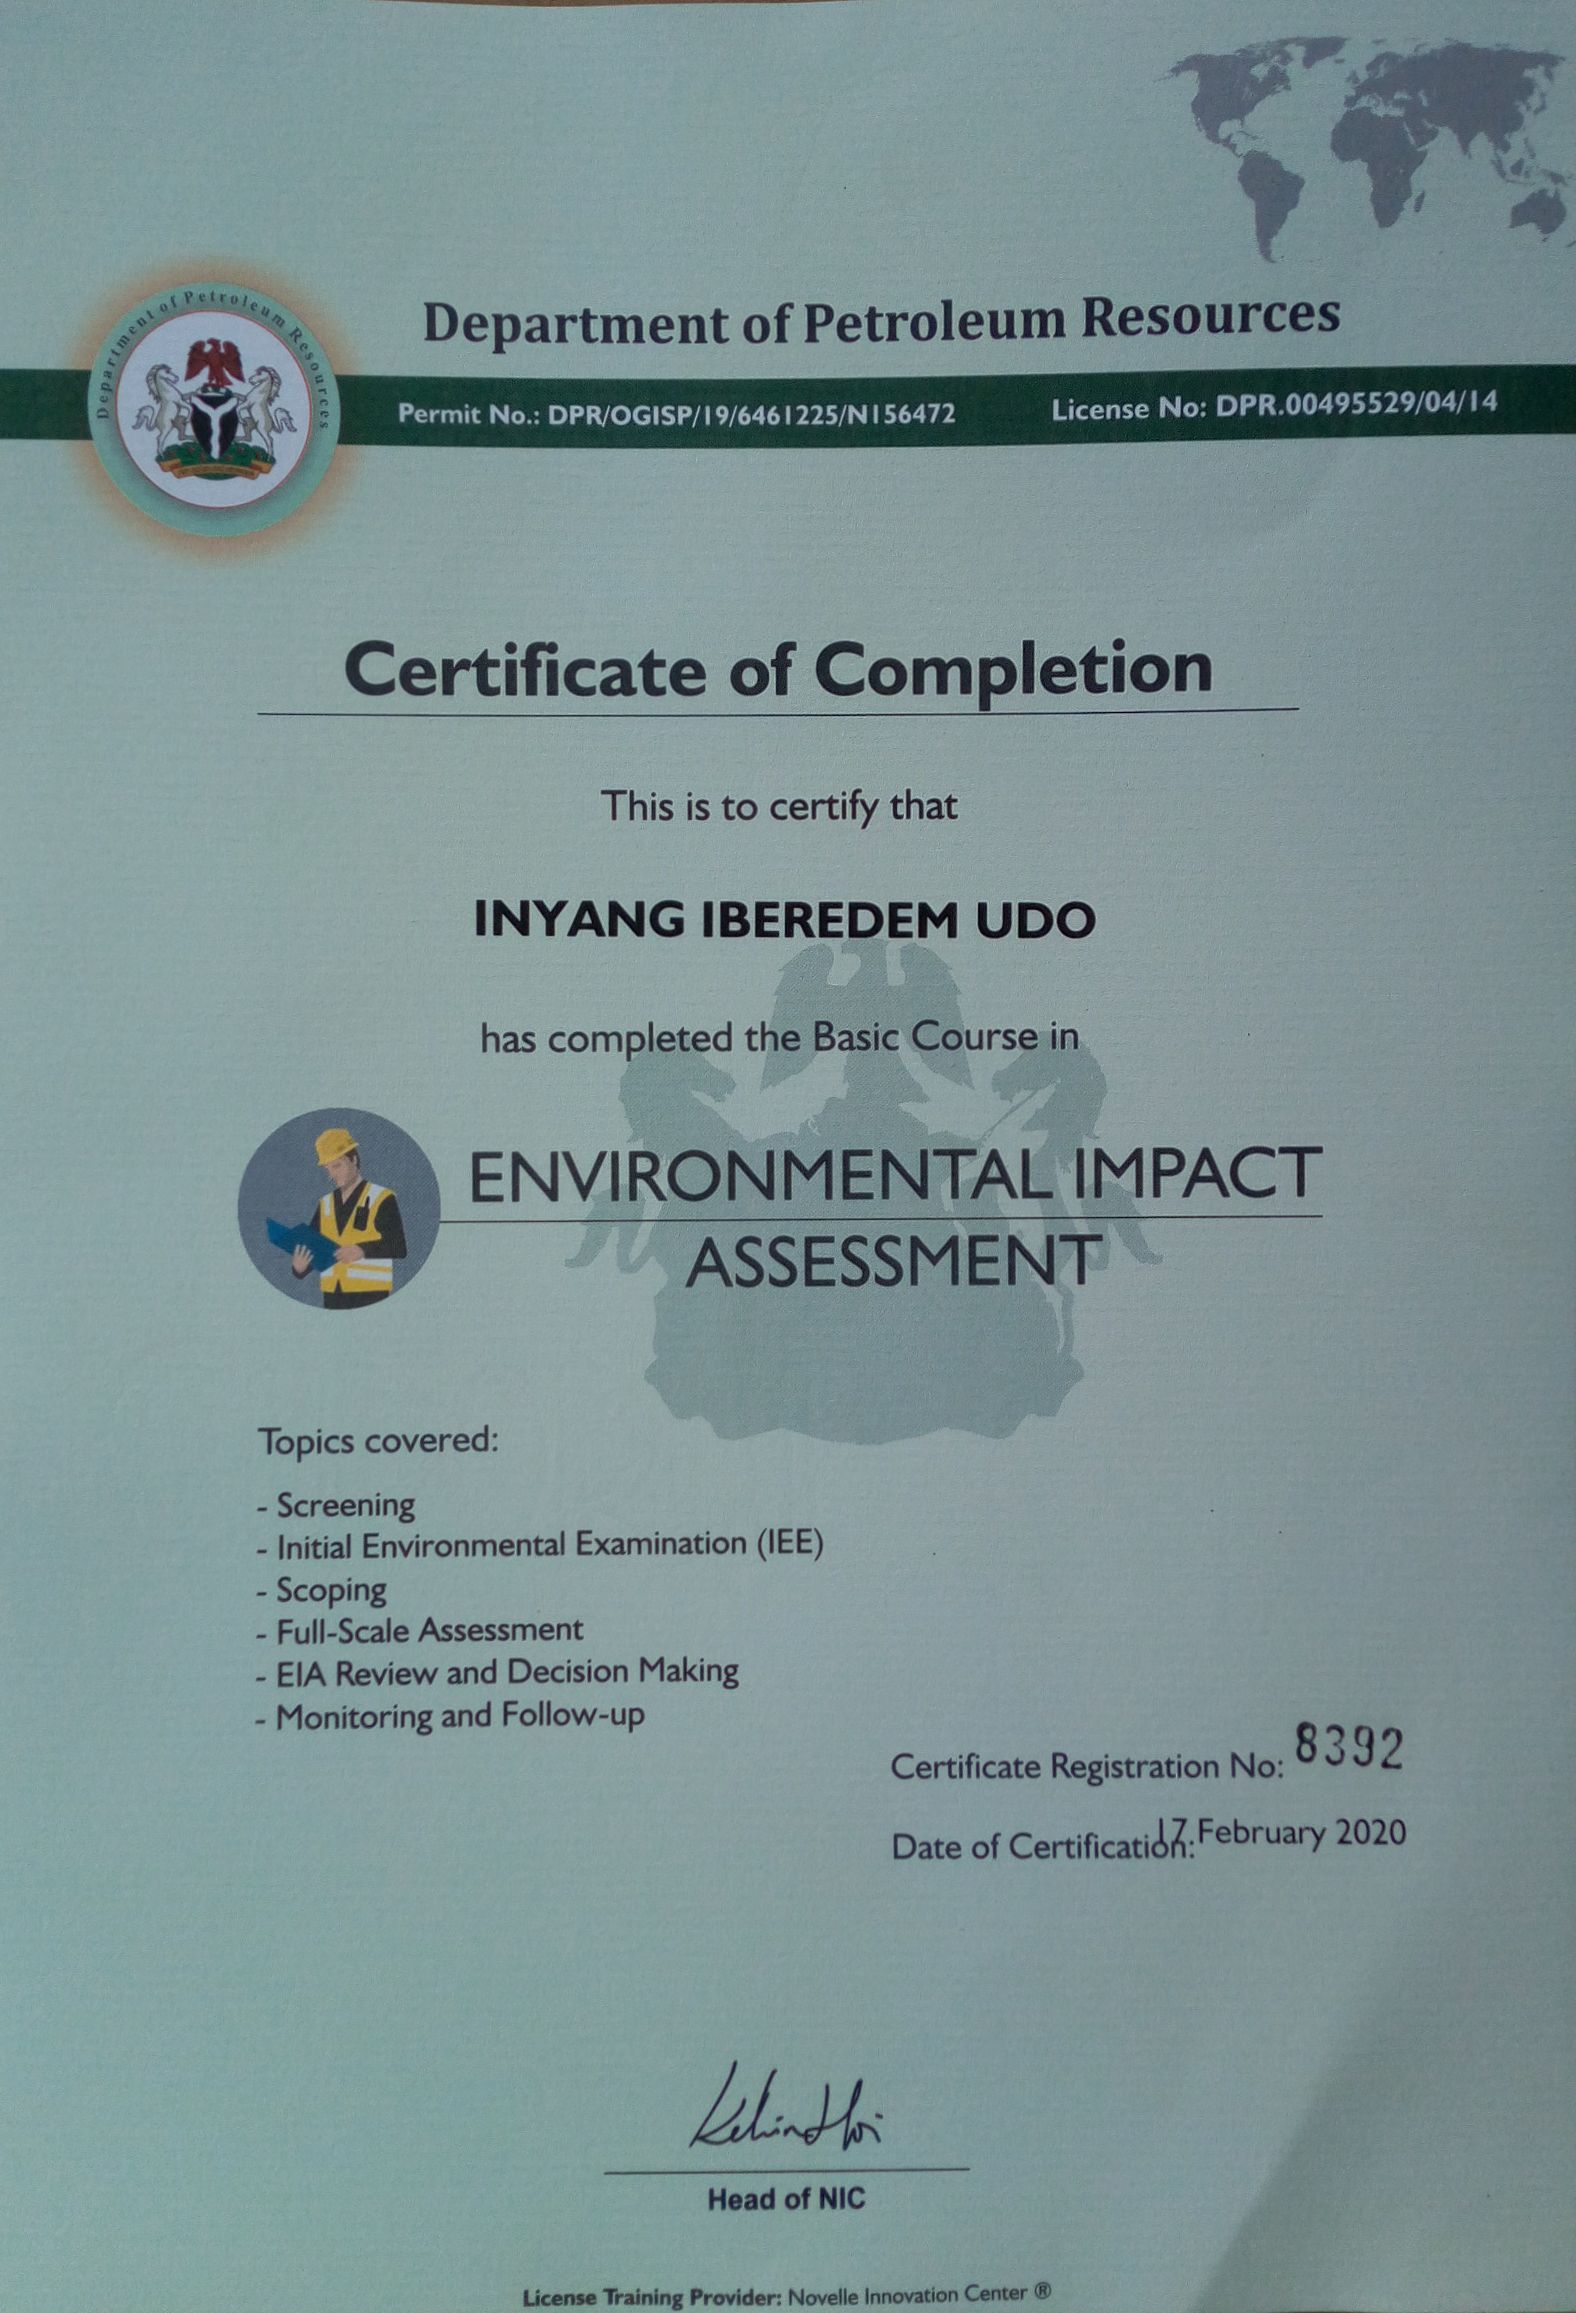 Department of Petroleum Resources
Department of Petroleum Resources
Permit No.: DPR/OGISP/19/6461225/N156472 License No: DPR.00495529/04/14
Certificate of Completion
This is to certify that
INYANG IBEREDEM UDO
has completed the Basic Course in
ENVIRONMENTAL IMPACT
ASSESSMENT
Topics covered:
- Screening
- Initial Environmental Examination (IEE)
- Scoping
- Full-Scale Assessment
- EIA Review and Decision Making
- Monitoring and Follow-up
Certificate Registration No: 8392
Date of Certification: 17 February 2020
Head of NIC
License Training Provider: Novelle Innovation Center ®